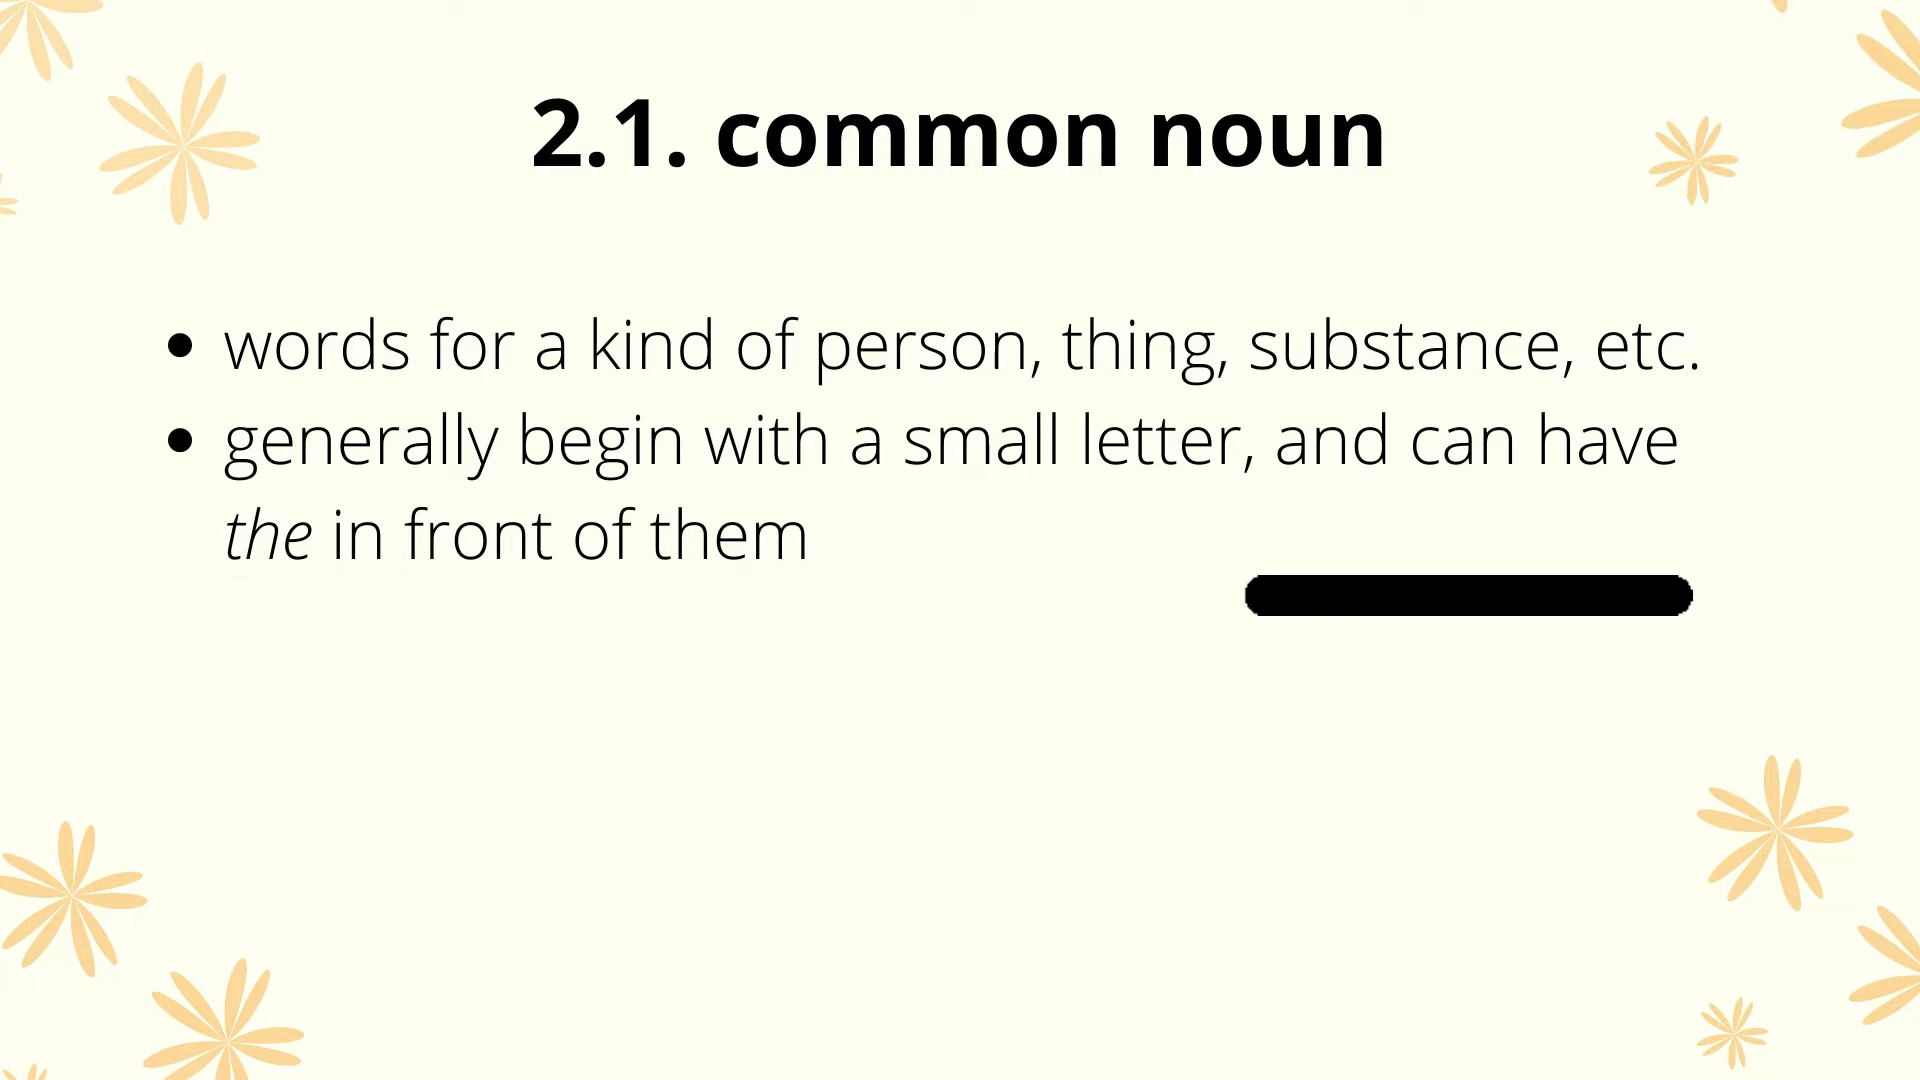 2.1. common noun
• words for a kind of person, thing, substance, etc.
• generally begin with a small letter, and can have
the in front of them